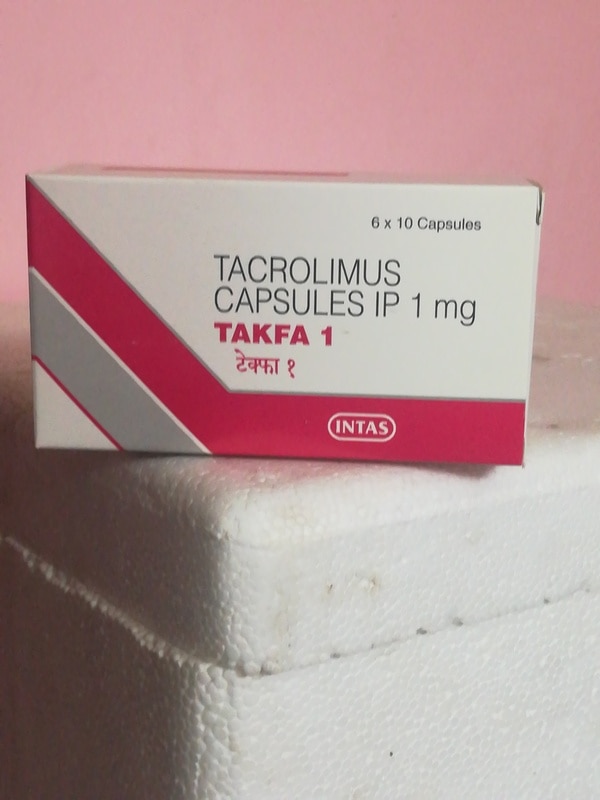 6 x 10 Capsules
TACROLIMUS
CAPSULES IP 1 mg
TAKFA 1
टेक्फा १
INTAS